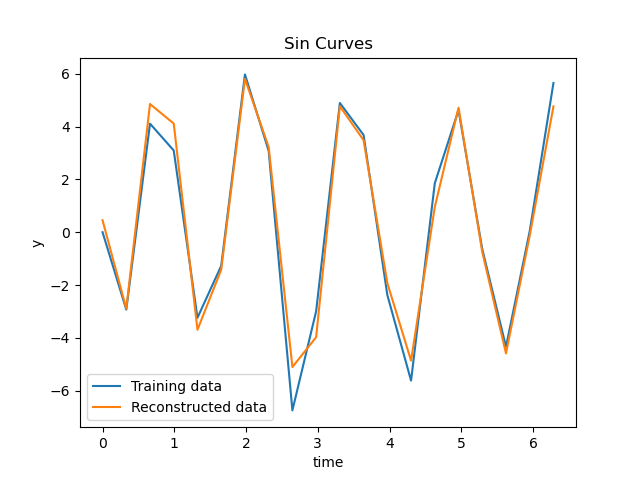 Sin Curves
6
4
2
0
−2
−4
−6
y
Training data
Reconstructed data
0 1 2 3 4 5 6
time